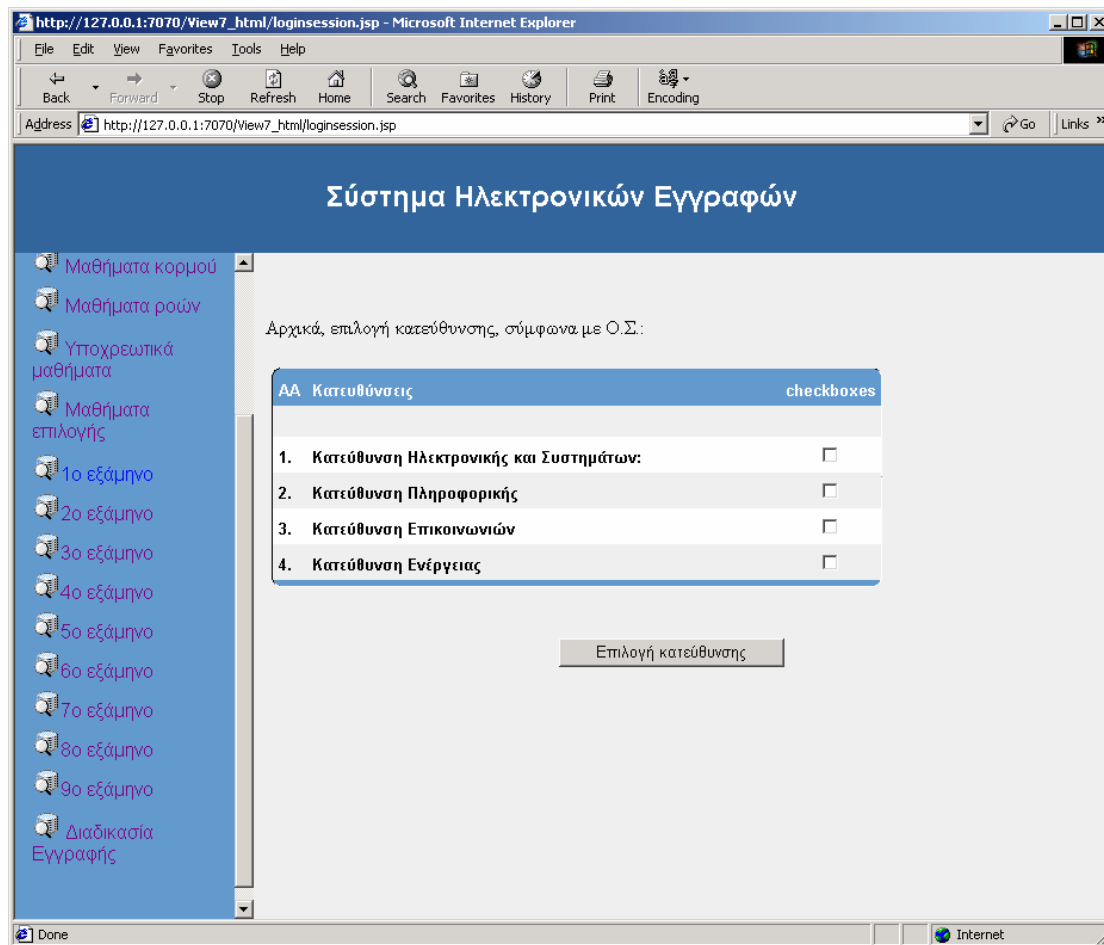 http://127.0.0.1:7070/View7_html/loginsession.jsp - Microsoft Internet Explorer
File Edit View Favorites Tools Help
Back Forward Stop Refresh Home Search Favorites History Print Encoding
Address http://127.0.0.1:7070/View7_html/loginsession.jsp Go Links »
Σύστημα Ηλεκτρονικών Εγγραφών
Μαθήματα κορμού
Μαθήματα ροών
Υποχρεωτικά
μαθήματα
Μαθήματα
επιλογής
1ο εξάμηνο
2ο εξάμηνο
3ο εξάμηνο
4ο εξάμηνο
5ο εξάμηνο
6ο εξάμηνο
7ο εξάμηνο
8ο εξάμηνο
9ο εξάμηνο
Διαδικασία
Εγγραφής
Αρχικά, επιλογή κατεύθυνσης, σύμφωνα με Ο.Σ.:
ΑΑ Κατευθύνσεις checkboxes
1. Κατεύθυνση Ηλεκτρονικής και Συστημάτων:
2. Κατεύθυνση Πληροφορικής
3. Κατεύθυνση Επικοινωνιών
4. Κατεύθυνση Ενέργειας
Επιλογή κατεύθυνσης
Done Internet